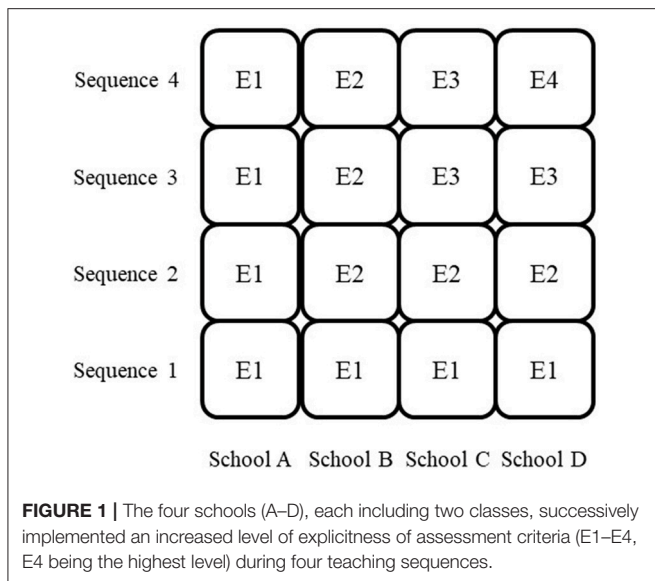 Sequence 4 E1 E2 E3 E4
Sequence 3 E1 E2 E3 E3
Sequence 2 E1 E2 E2 E2
Sequence 1 E1 E1 E1 E1
School A School B School C School D
FIGURE 1 | The four schools (A–D), each including two classes, successively
implemented an increased level of explicitness of assessment criteria (E1–E4,
E4 being the highest level) during four teaching sequences.